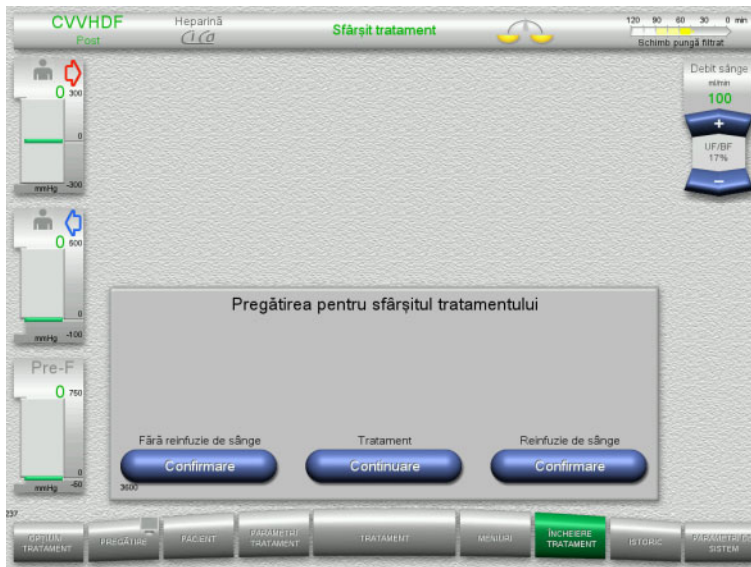 CVVHDF
Post
Heparină
Ci Ca
Sfârșit tratament
120 90 60 30 0 min
Schimb pungă filtrat
0
300
0
-300
mmHg
Debit sânge
ml/min
100
+
UF/BF
17%
−
0
500
0
-100
mmHg
Pre-F
0
750
0
-50
mmHg
Pregătirea pentru sfârșitul tratamentului
Fără reinfuzie de sânge
Tratament
Reinfuzie de sânge
Confirmare
Continuare
Confirmare
3600
237
OPȚIUNI
TRATAMENT
PREGĂTIRE
PACIENT
PARAMETRI
TRATAMENT
TRATAMENT
MENIURI
ÎNCHEIERE
TRATAMENT
ISTORIC
PARAMETRI DE
SISTEM